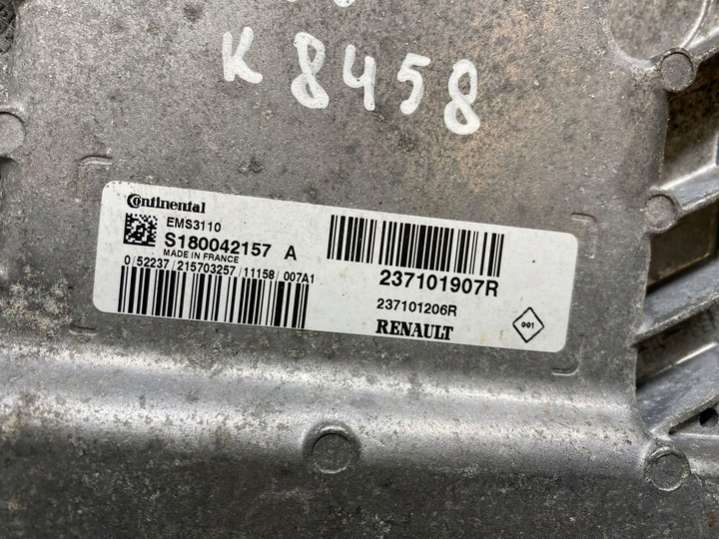 K 8458
Continental
EMS3110
S180042157 A
MADE IN FRANCE
0/52237/215703257/11158/007A1
237101907R
237101206R
RENAULT
001